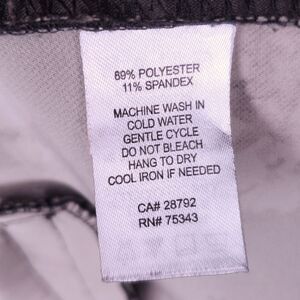 89% POLYESTER
11% SPANDEX
MACHINE WASH IN
COLD WATER
GENTLE CYCLE
DO NOT BLEACH
HANG TO DRY
COOL IRON IF NEEDED
CA# 28792
RN# 75343